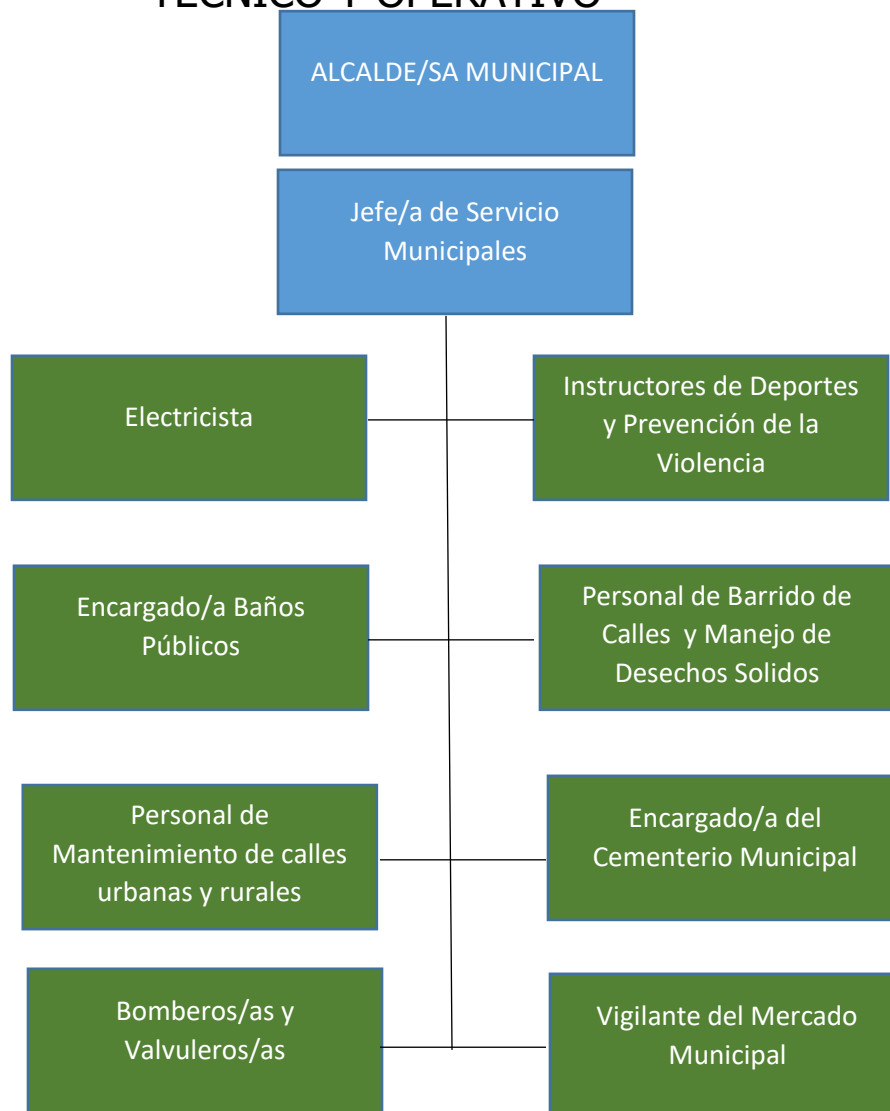 TECNICO Y OPERATIVO
ALCALDE/SA MUNICIPAL
Jefe/a de Servicio
Municipales
Electricista
Instructores de Deportes
y Prevención de la
Violencia
Encargado/a Baños
Públicos
Personal de Barrido de
Calles y Manejo de
Desechos Solidos
Personal de
Mantenimiento de calles
urbanas y rurales
Encargado/a del
Cementerio Municipal
Bomberos/as y
Valvuleros/as
Vigilante del Mercado
Municipal